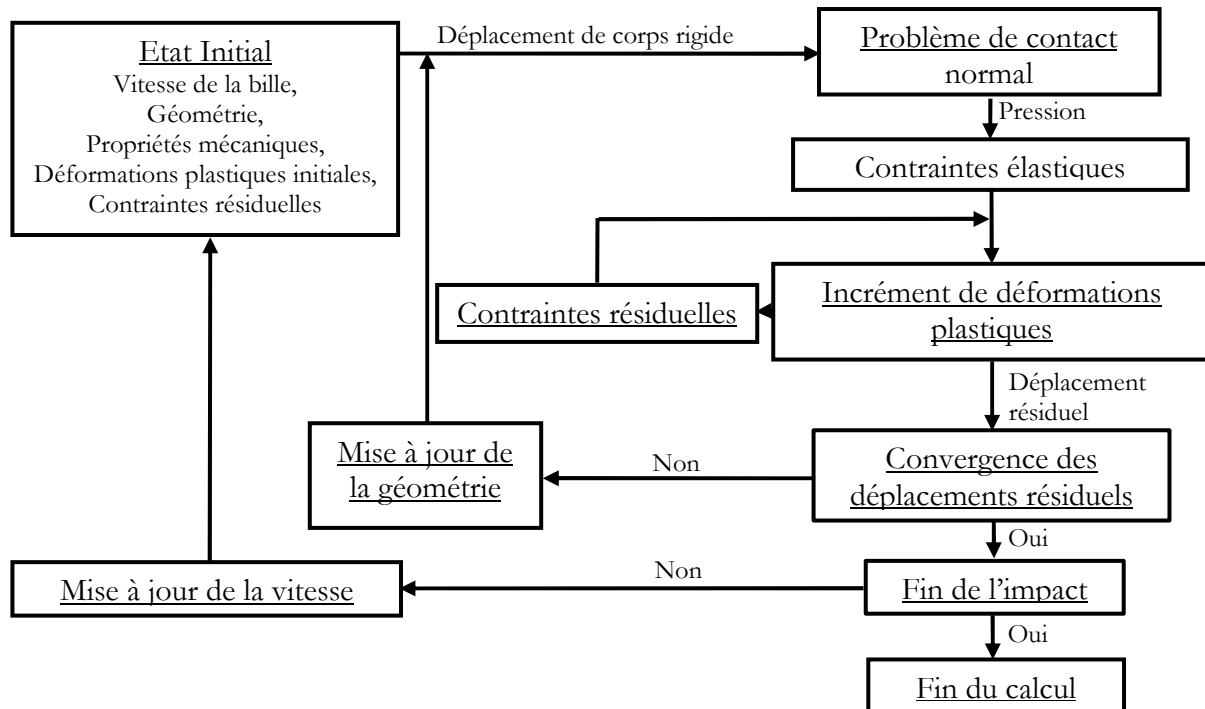 Etat Initial
Vitesse de la bille,
Géométrie,
Propriétés mécaniques,
Déformations plastiques initiales,
Contraintes résiduelles
Déplacement de corps rigide
Problème de contact
normal
Pression
Contraintes élastiques
Contraintes résiduelles
Incrément de déformations
plastiques
Déplacement
résiduel
Mise à jour de
la géométrie
Non
Convergence des
déplacements résiduels
Oui
Mise à jour de la vitesse
Non
Fin de l'impact
Oui
Fin du calcul